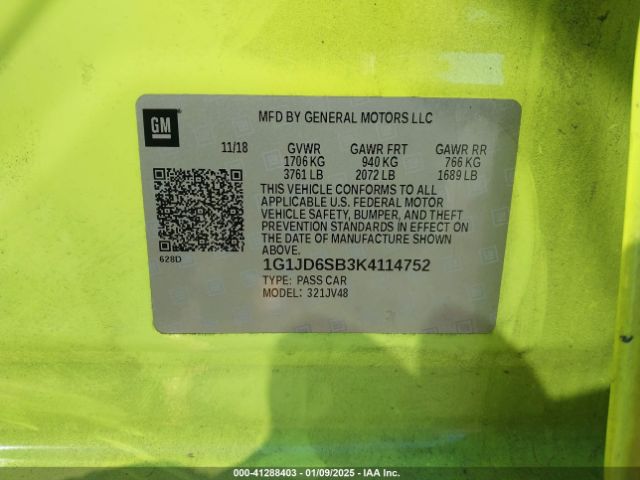 GM
MFD BY GENERAL MOTORS LLC
11/18 GVWR GAWR FRT GAWR RR
1706 KG 940 KG 766 KG
3761 LB 2072 LB 1689 LB
THIS VEHICLE CONFORMS TO ALL
APPLICABLE U.S. FEDERAL MOTOR
VEHICLE SAFETY, BUMPER, AND THEFT
PREVENTION STANDARDS IN EFFECT ON
THE DATE OF MANUFACTURE SHOWN
ABOVE.
628D
1G1JD6SB3K4114752
TYPE: PASS CAR
MODEL: 321JV48
000-41288403 - 01/09/2025 - IAA Inc.